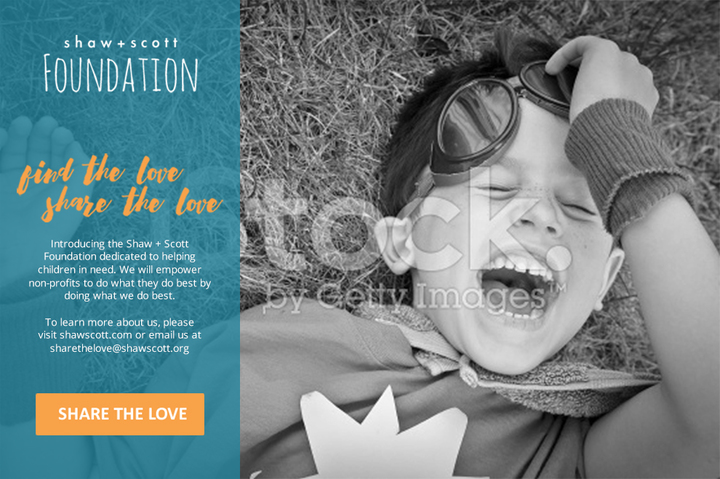 shaw+scott
FOUNDATION
find the love
share the love
Introducing the Shaw + Scott
Foundation dedicated to helping
children in need. We will empower
non-profits to do what they do best by
doing what we do best.
To learn more about us, please
visit shawscott.com or email us at
sharethelove@shawscott.org
SHARE THE LOVE
stock.
by Getty Images™